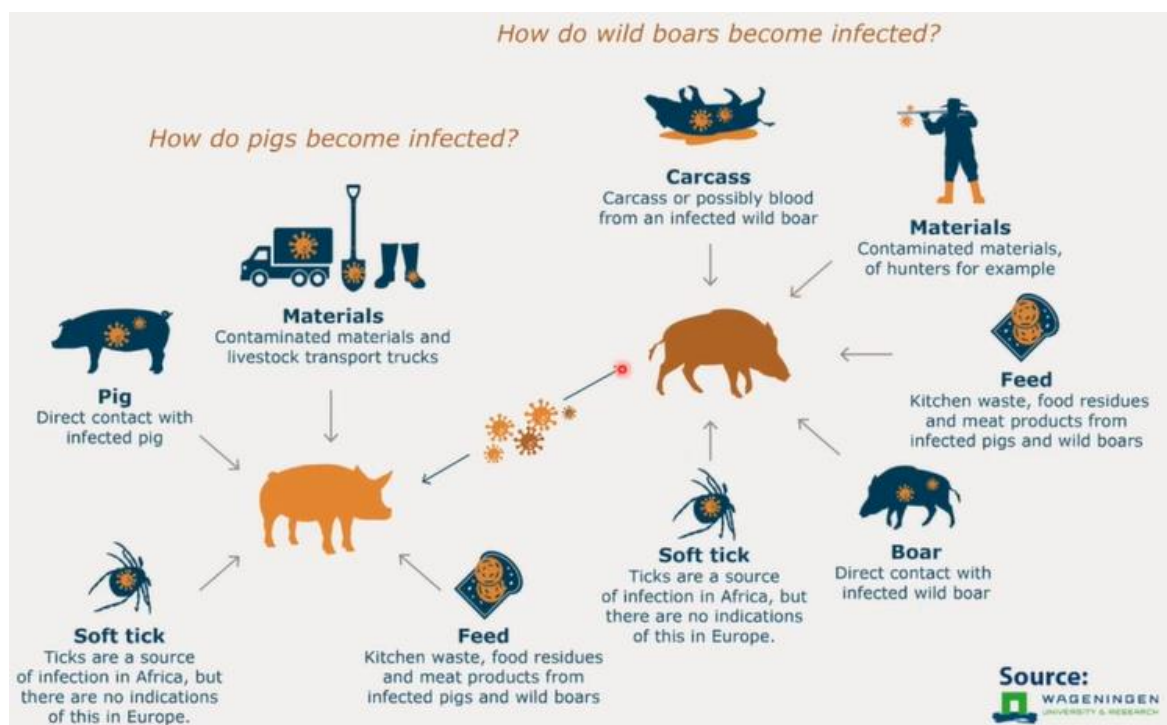 How do wild boars become infected?
How do pigs become infected?
Carcass
Carcass or possibly blood
from an infected wild boar
Materials
Contaminated materials,
of hunters for example
Materials
Contaminated materials and
livestock transport trucks
Pig
Direct contact with
infected pig
Feed
Kitchen waste, food residues
and meat products from
infected pigs and wild boars
Soft tick
Ticks are a source
of infection in Africa, but
there are no indications
of this in Europe.
Boar
Direct contact with
infected wild boar
Soft tick
Ticks are a source
of infection in Africa, but
there are no indications
of this in Europe.
Feed
Kitchen waste, food residues
and meat products from
infected pigs and wild boars
Source:
WAGENINGEN
UNIVERSITY & RESEARCH